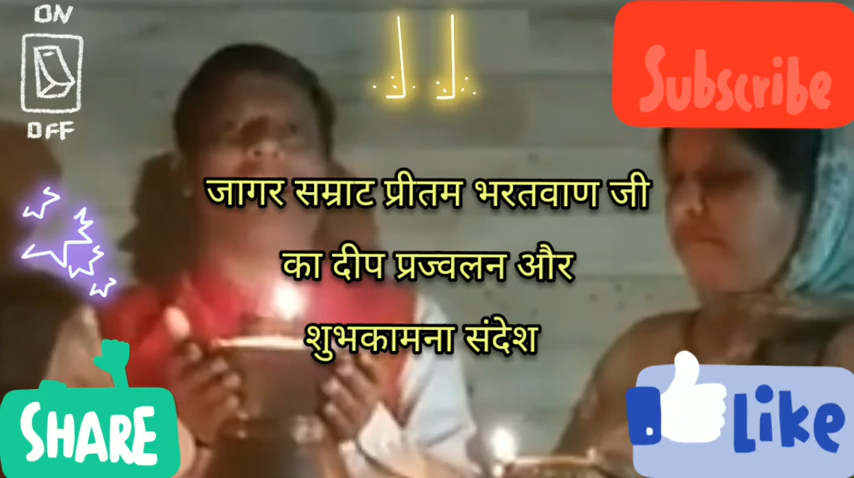 ON
OFF
Subscribe
जागर सम्राट प्रीतम भरतवाण जी
का दीप प्रज्वलन और
शुभकामना संदेश
SHARE
Like